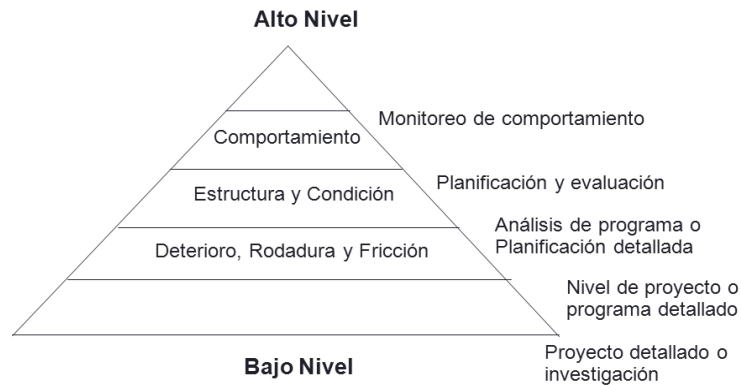 Alto Nivel
Monitoreo de comportamiento
Comportamiento
Planificación y evaluación
Estructura y Condición
Análisis de programa o
Planificación detallada
Deterioro, Rodadura y Fricción
Nivel de proyecto o
programa detallado
Proyecto detallado o
investigación
Bajo Nivel